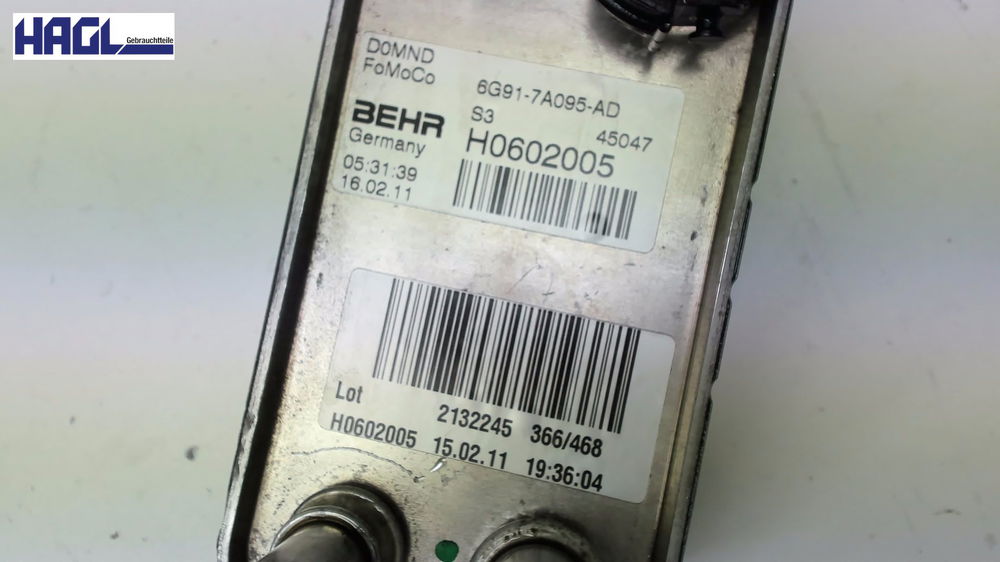 HAGL
Gebrauchtteile
D0MND
FoMoCo
6G91-7A095-AD
S3 45047
BEHR
H0602005
Germany
05:31:39
16.02.11
Lot 2132245 366/468
H0602005 15.02.11 19:36:04